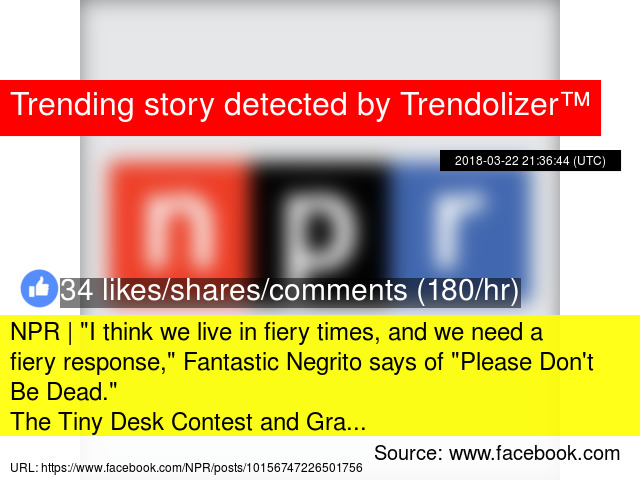 Trending story detected by Trendolizer™
2018-03-22 21:36:44 (UTC)
npr
34 likes/shares/comments (180/hr)
NPR | "I think we live in fiery times, and we need a
fiery response," Fantastic Negrito says of "Please Don't
Be Dead."
The Tiny Desk Contest and Gra...
Source: www.facebook.com
URL: https://www.facebook.com/NPR/posts/10156747226501756